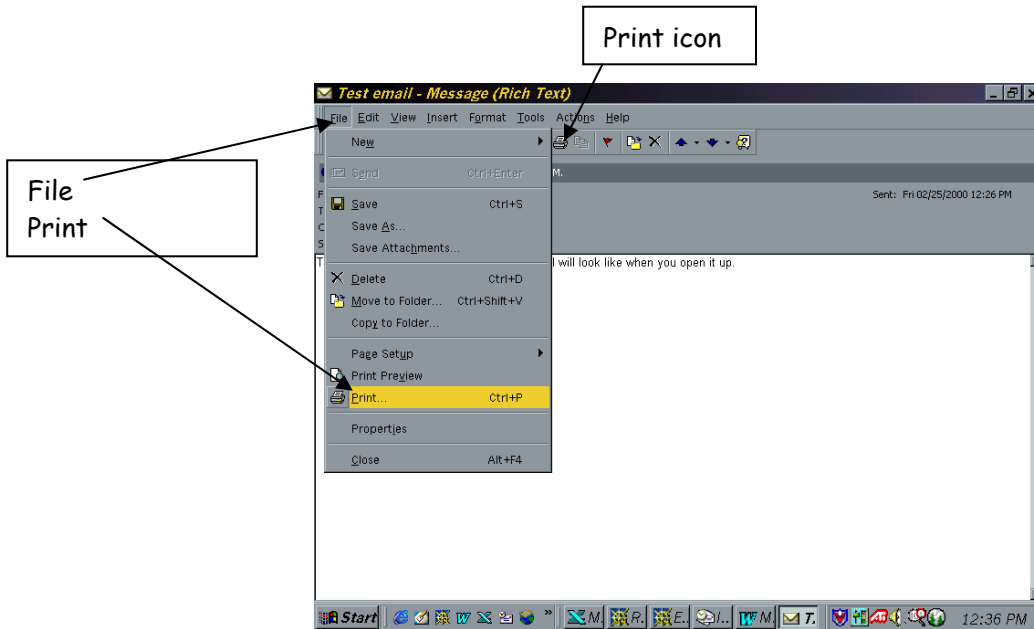 Print icon
Test email - Message (Rich Text)
File Edit View Insert Format Tools Actions Help
File
Print
New
Send Ctrl+Enter
M.
Sent: Fri 02/25/2000 12:26 PM
Save Ctrl+S
Save As...
Save Attachments...
l will look like when you open it up.
Delete Ctrl+D
Move to Folder... Ctrl+Shift+V
Copy to Folder...
Page Setup
Print Preview
Print... Ctrl+P
Properties
Close Alt+F4
Start » M. R. E.. I.. M. T. 12:36 PM